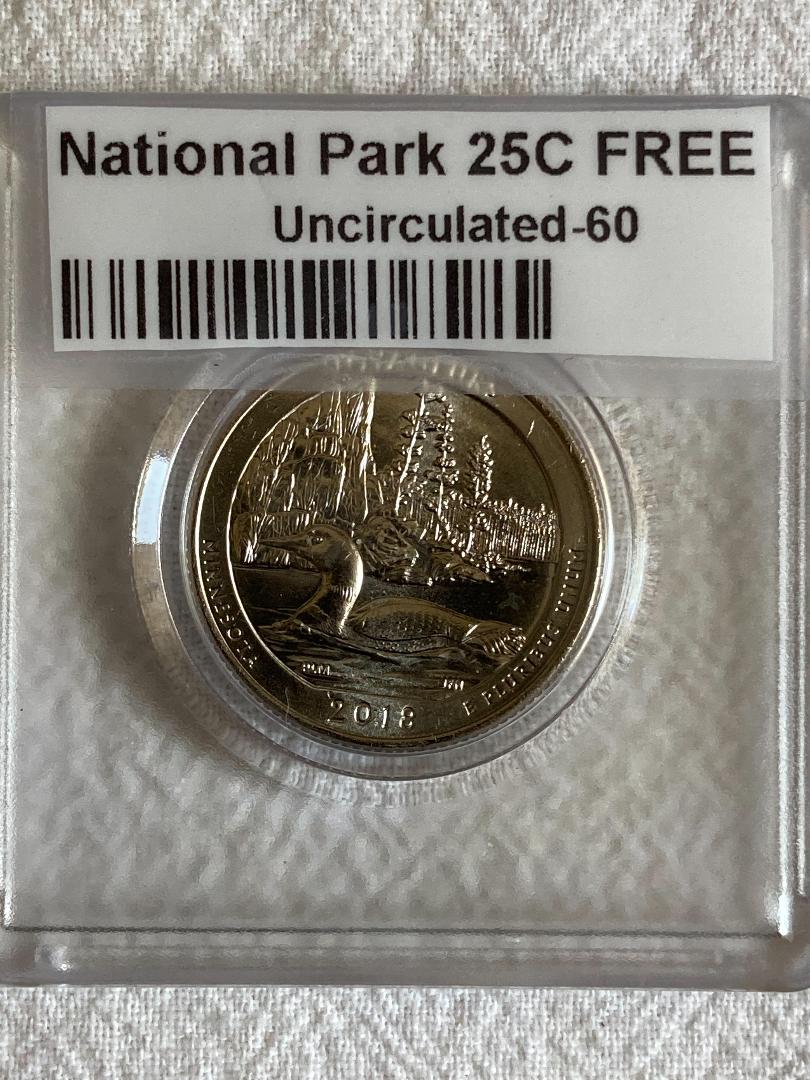 National Park 25C FREE
Uncirculated-60
MINNESOTA
2018
E PLURIBUS UNUM